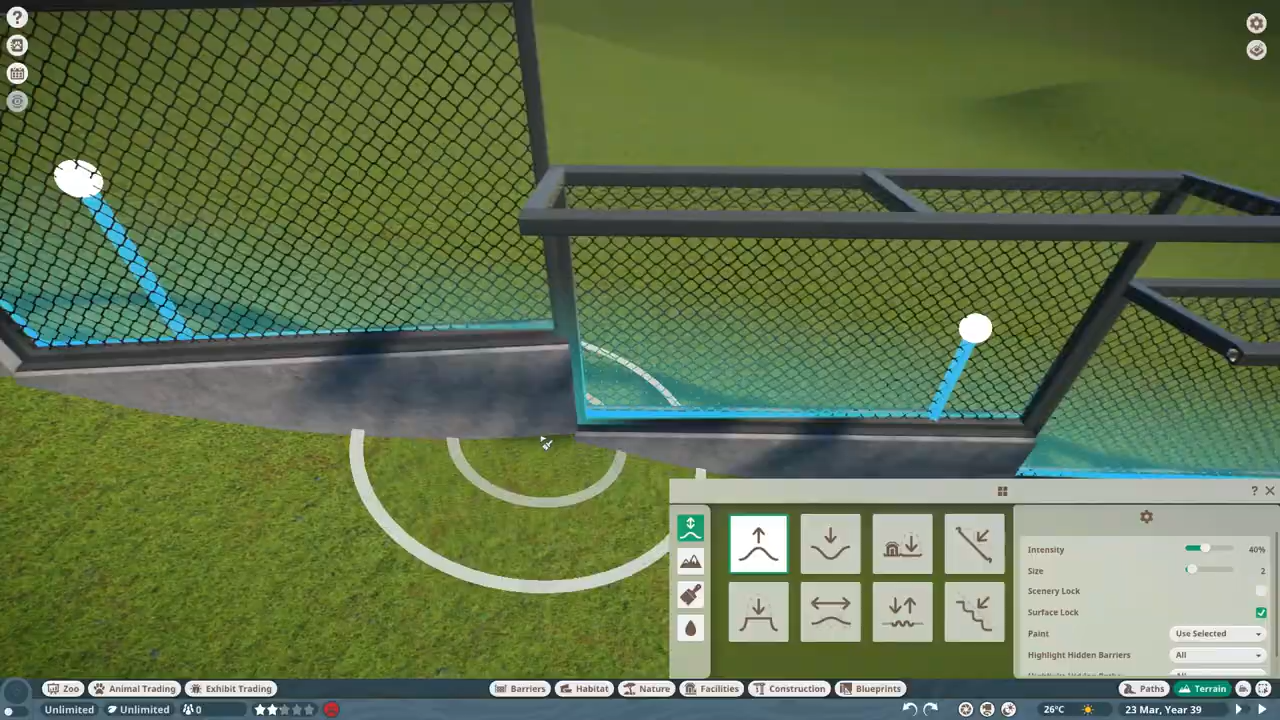 ?
?
Intensity 40%
Size 2
Scenery Lock
Surface Lock
Paint Use Selected
Highlight Hidden Barriers All
Zoo Animal Trading Exhibit Trading Barriers Habitat Nature Facilities Construction Blueprints Paths Terrain
Unlimited Unlimited 0 26°C 23 Mar, Year 39